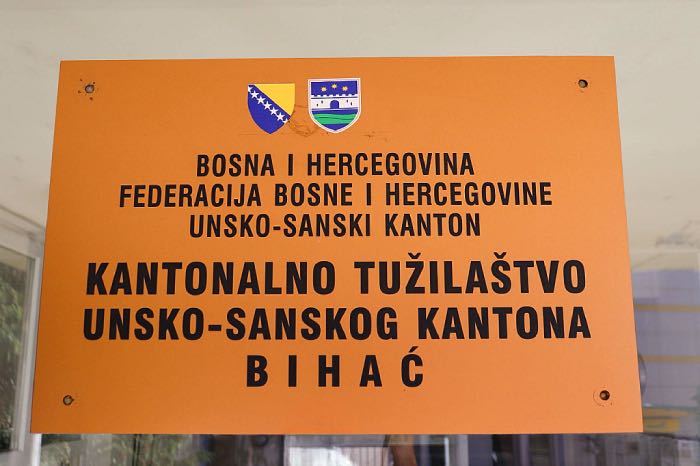 BOSNA I HERCEGOVINA
FEDERACIJA BOSNE I HERCEGOVINE
UNSKO-SANSKI KANTON
KANTONALNO TUŽILAŠTVO
UNSKO-SANSKOG KANTONA
BIHAĆ